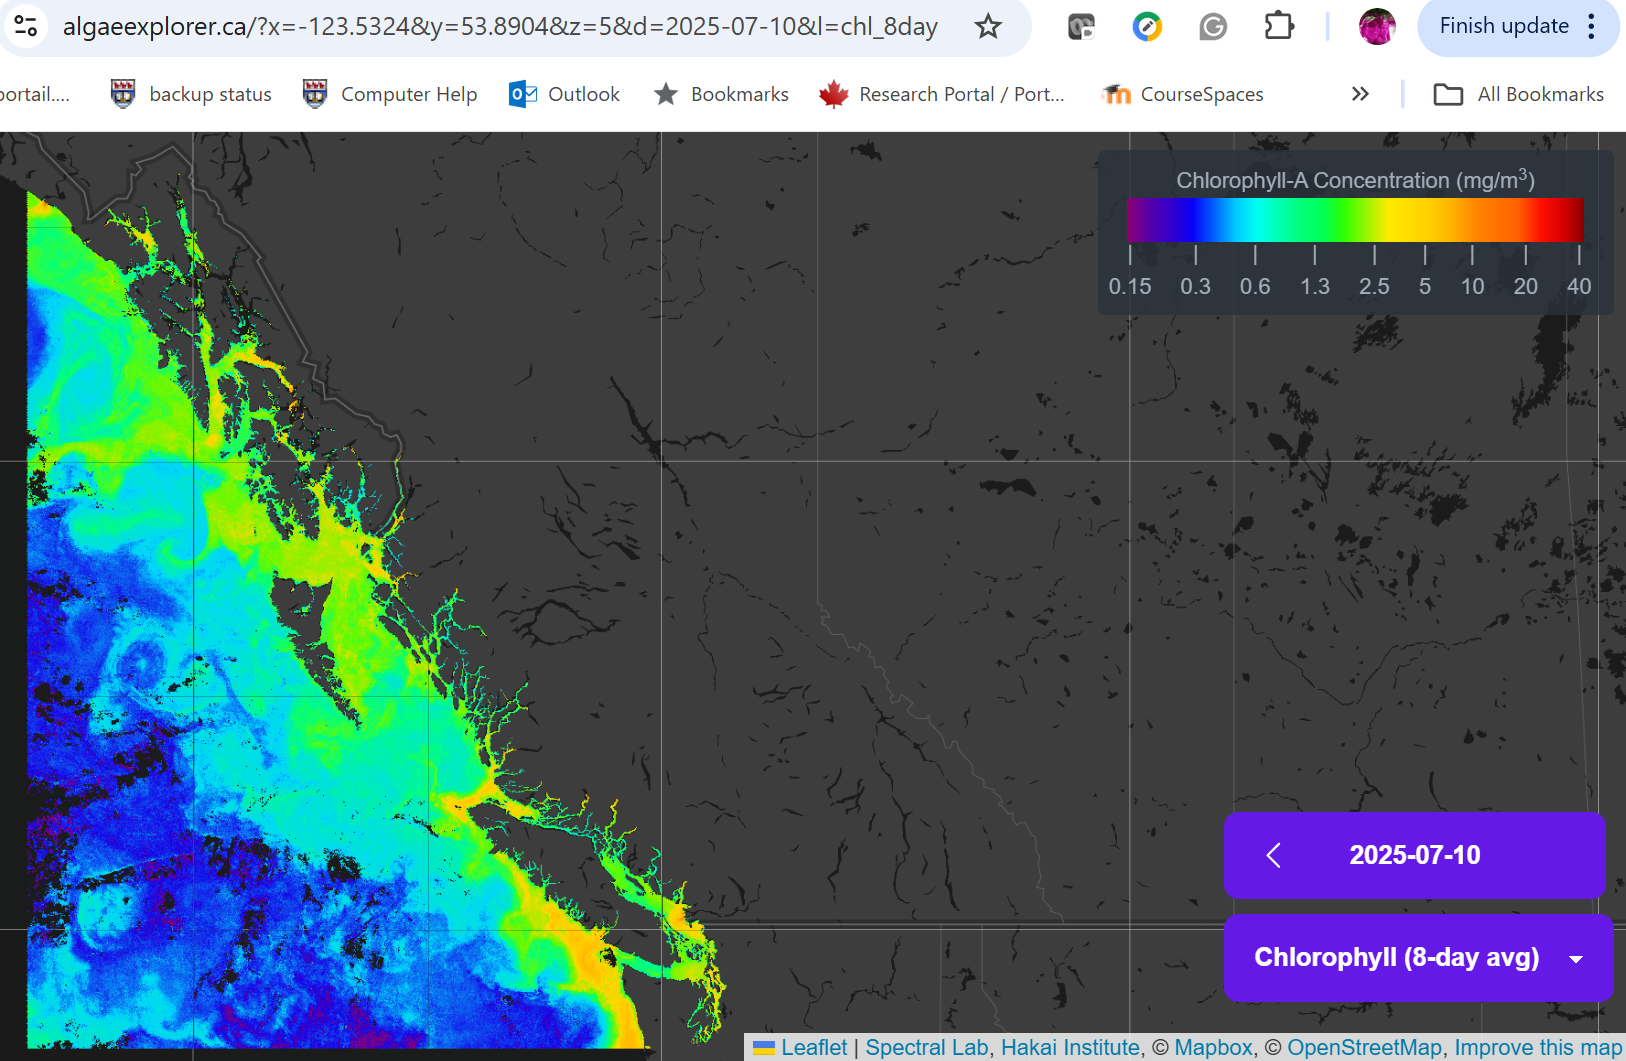 algaeexplorer.ca/?x=-123.5324&y=53.8904&z=5&d=2025-07-10&l=chl_8day
Finish update
portail....
backup status
Computer Help
Outlook
Bookmarks
Research Portal / Port...
CourseSpaces
All Bookmarks
Chlorophyll-A Concentration (mg/m³)
0.15 0.3 0.6 1.3 2.5 5 10 20 40
2025-07-10
Chlorophyll (8-day avg)
Leaflet | Spectral Lab, Hakai Institute, © Mapbox, © OpenStreetMap, Improve this map